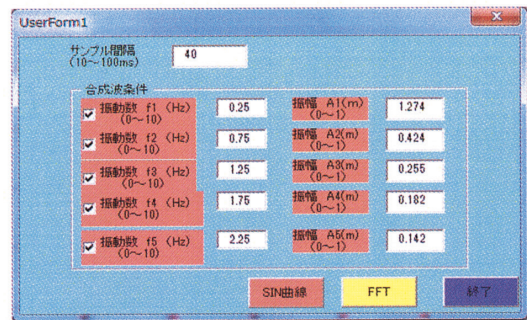 UserForm1
サンプル間隔
(10～100ms)
40
合成波条件
振動数 f1 (Hz)
(0～10)
0.25
振幅 A1(m)
(0～1)
1.274
振動数 f2 (Hz)
(0～10)
0.75
振幅 A2(m)
(0～1)
0.424
振動数 f3 (Hz)
(0～10)
1.25
振幅 A3(m)
(0～1)
0.255
振動数 f4 (Hz)
(0～10)
1.75
振幅 A4(m)
(0～1)
0.182
振動数 f5 (Hz)
(0～10)
2.25
振幅 A5(m)
(0～1)
0.142
SIN曲線
FFT
終了